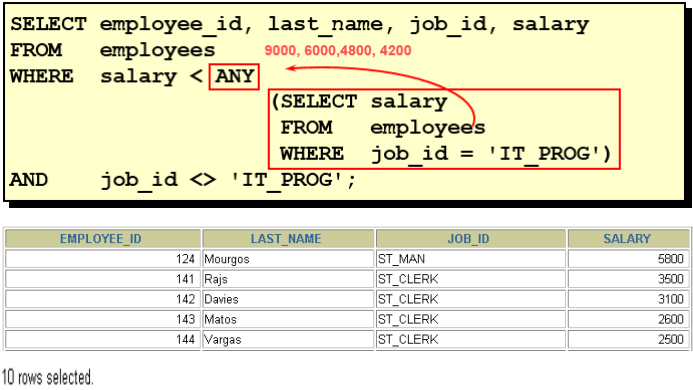 SELECT employee_id, last_name, job_id, salary
FROM employees 9000, 6000,4800, 4200
WHERE salary < ANY
(SELECT salary
FROM employees
WHERE job_id = 'IT_PROG')
AND job_id <> 'IT_PROG';
EMPLOYEE_ID LAST_NAME JOB_ID SALARY
124 Mourgos ST_MAN 5800
141 Rajs ST_CLERK 3500
142 Davies ST_CLERK 3100
143 Matos ST_CLERK 2600
144 Vargas ST_CLERK 2500
10 rows selected.